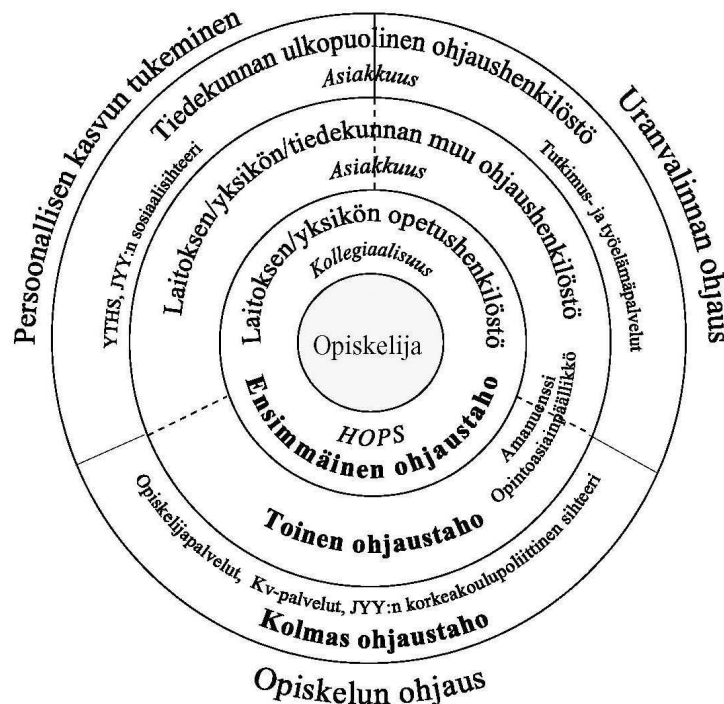 Persoonallisen kasvun tukeminen
Uranvalinnan ohjaus
Tiedekunnan ulkopuolinen ohjaushenkilöstö
Asiakkuus
YTHS, JYY:n sosiaalisihteeri
Tutkimus- ja työelämäpalvelut
Laitoksen/yksikön/tiedekunnan muu ohjaushenkilöstö
Asiakkuus
Laitoksen/yksikön opetushenkilöstö
Kollegiaalisuus
Opiskelija
HOPS
Ensimmäinen ohjaustaho
Amanuenssi
Opintoasiainpäällikkö
Toinen ohjaustaho
Opiskelijapalvelut, Kv-palvelut, JYY:n korkeakoulupoliittinen sihteeri
Kolmas ohjaustaho
Opiskelun ohjaus